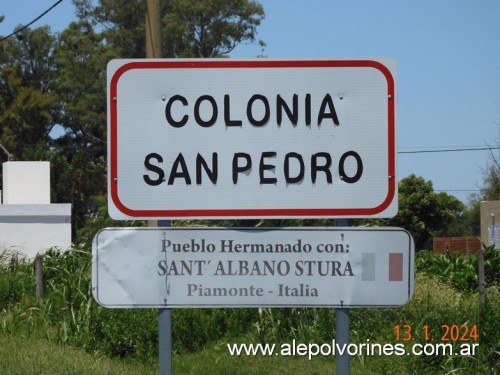 COLONIA
SAN PEDRO
Pueblo Hermanado con:
SANT´ ALBANO STURA
Piamonte - Italia
13.1.2024
www.alepolvorines.com.ar